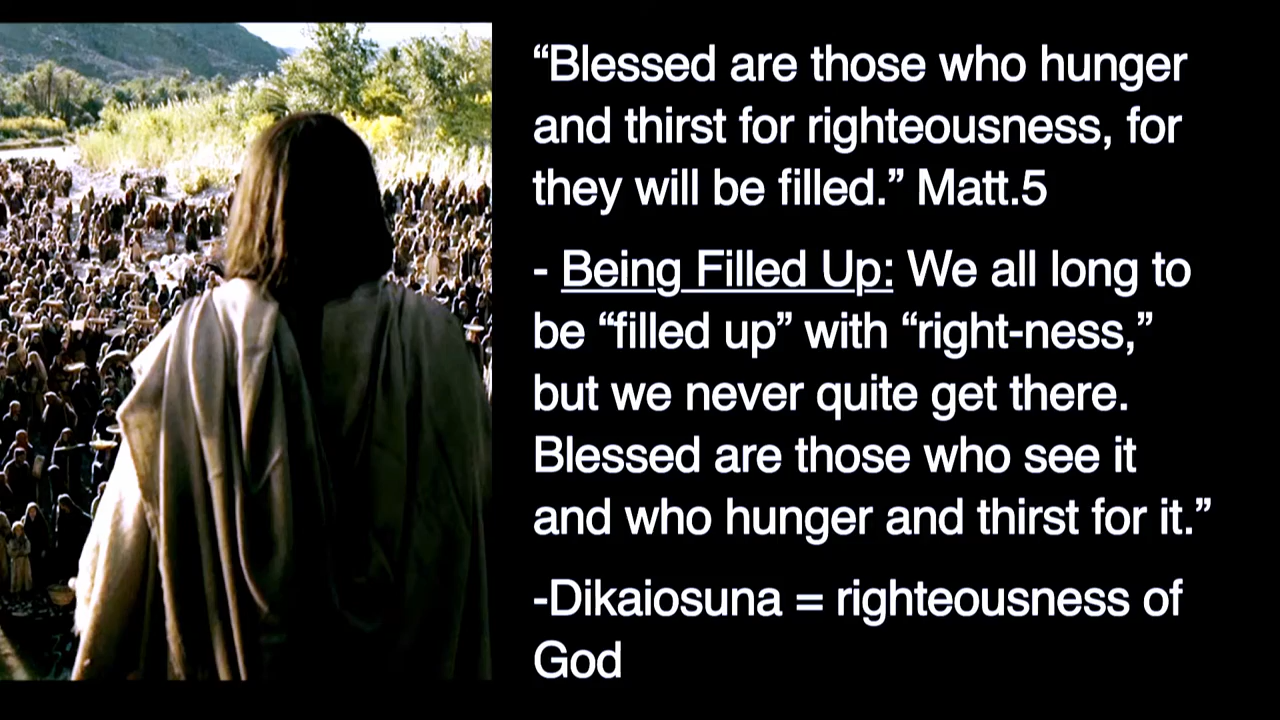 “Blessed are those who hunger
and thirst for righteousness, for
they will be filled.” Matt.5
- Being Filled Up: We all long to
be “filled up” with “right-ness,”
but we never quite get there.
Blessed are those who see it
and who hunger and thirst for it.”
-Dikaiosuna = righteousness of
God